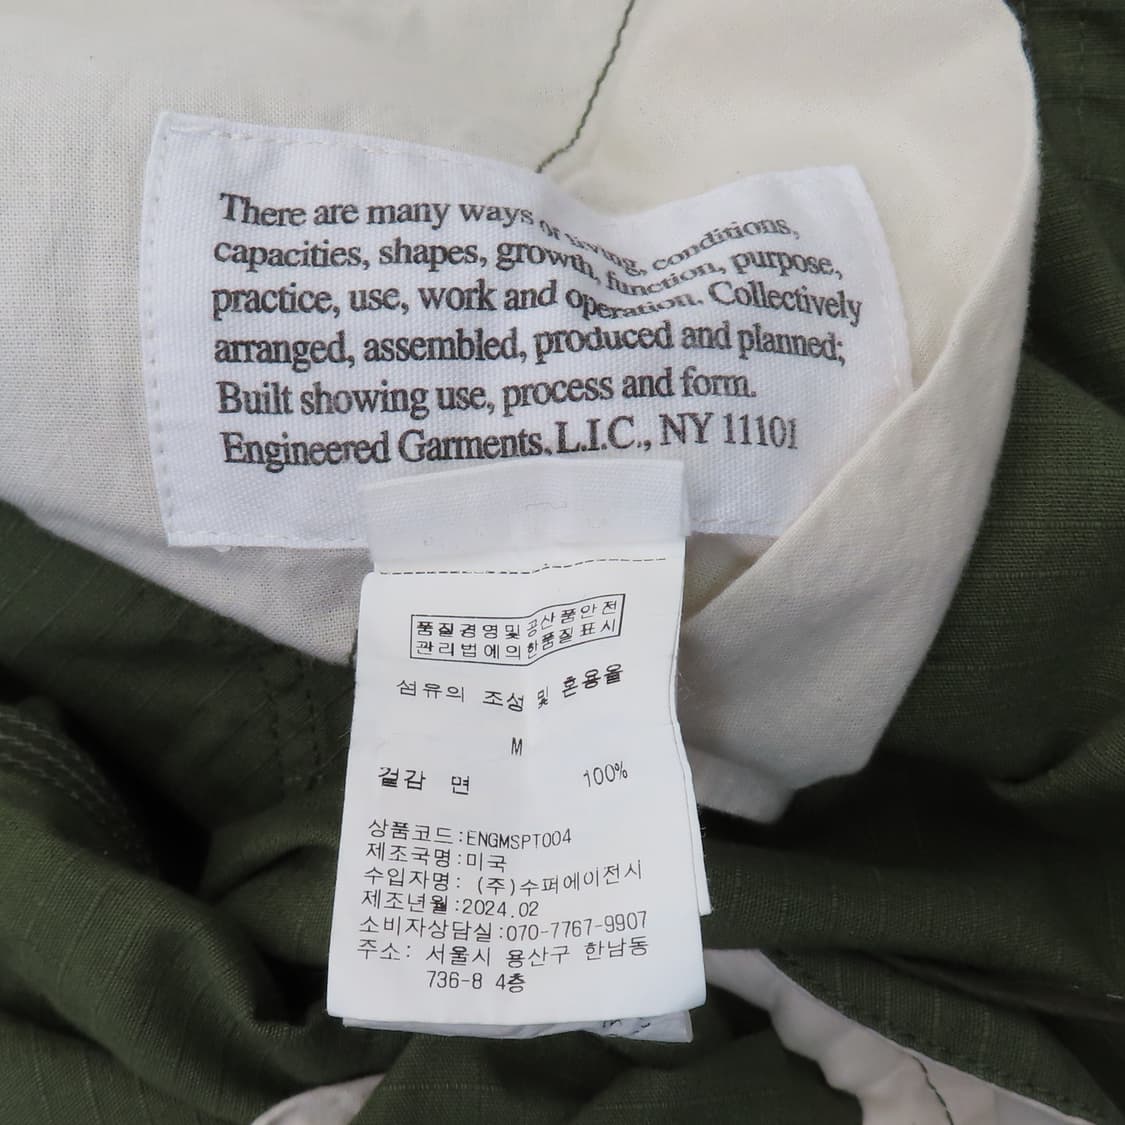 There are many ways of living, conditions,
capacities, shapes, growth, function, purpose,
practice, use, work and operation. Collectively
arranged, assembled, produced and planned;
Built showing use, process and form.
Engineered Garments, L.I.C., NY 11101
품질경영및공산품안전
관리법에의한품질표시
섬유의 조성 및 혼용율
M
겉감 면 100%
상품코드:ENGMSPT004
제조국명:미국
수입자명: (주)수퍼에이전시
제조년월:2024.02
소비자상담실:070-7767-9907
주소: 서울시 용산구 한남동
736-8 4층